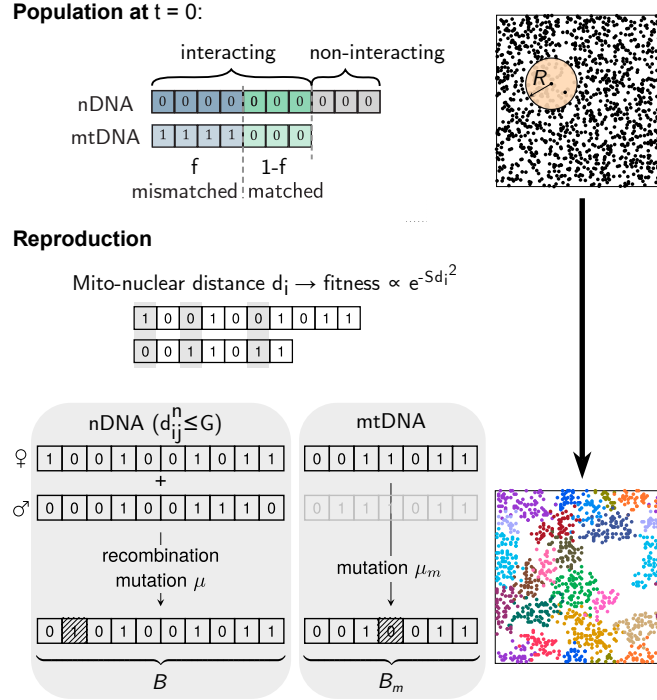 Population at t = 0:
interacting non-interacting
nDNA 0 0 0 0 0 0 0 0 0 0
mtDNA 1 1 1 1 0 0 0
f 1-f
mismatched matched
R
Reproduction
Mito-nuclear distance dᵢ → fitness ∝ e^-Sdᵢ²
1 0 0 1 0 0 1 0 1 1
0 0 1 1 0 1 1
nDNA (dⁿᵢⱼ≤G) mtDNA
♀ 1 0 0 1 0 0 1 0 1 1 0 0 1 1 0 1 1
+
♂ 0 0 0 1 0 0 1 1 1 0
recombination
mutation μ mutation μₘ
0 1 0 1 0 0 1 0 1 1 0 0 1 0 0 1 1
B Bₘ